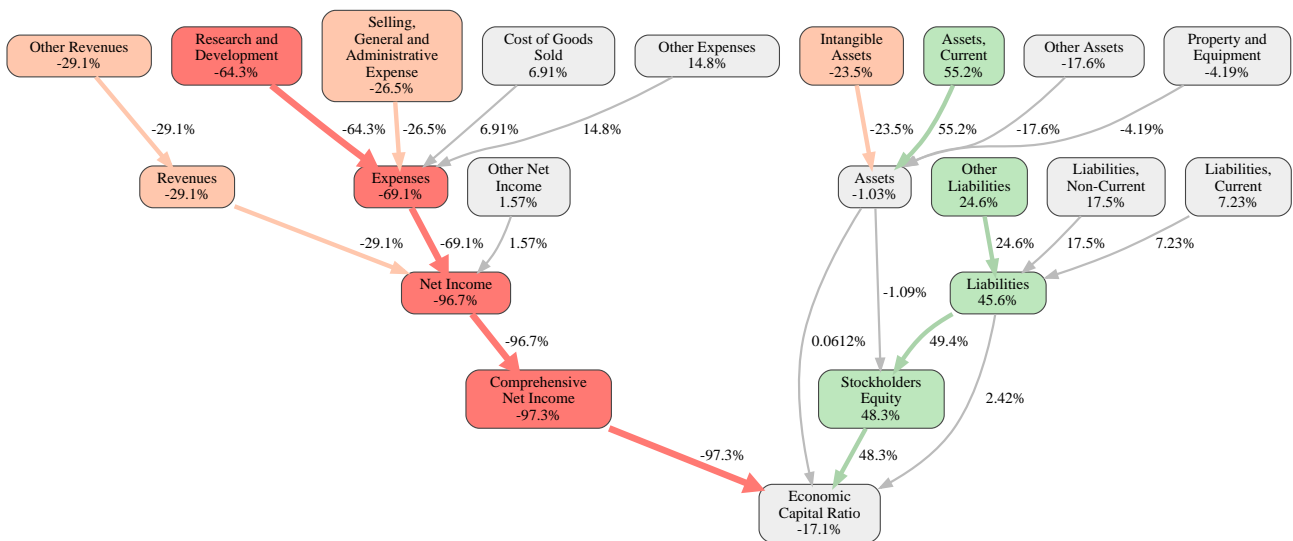 Other Revenues
-29.1%
Research and
Development
-64.3%
Selling,
General and
Administrative
Expense
-26.5%
Cost of Goods
Sold
6.91%
Other Expenses
14.8%
Intangible
Assets
-23.5%
Assets,
Current
55.2%
Other Assets
-17.6%
Property and
Equipment
-4.19%
-29.1%
-64.3%
-26.5%
6.91%
14.8%
-23.5%
55.2%
-17.6%
-4.19%
Revenues
-29.1%
Expenses
-69.1%
Other Net
Income
1.57%
Assets
-1.03%
Other
Liabilities
24.6%
Liabilities,
Non-Current
17.5%
Liabilities,
Current
7.23%
-29.1%
-69.1%
1.57%
24.6%
17.5%
7.23%
Net Income
-96.7%
-1.09%
Liabilities
45.6%
-96.7%
0.0612%
49.4%
Comprehensive
Net Income
-97.3%
Stockholders
Equity
48.3%
2.42%
-97.3%
48.3%
Economic
Capital Ratio
-17.1%